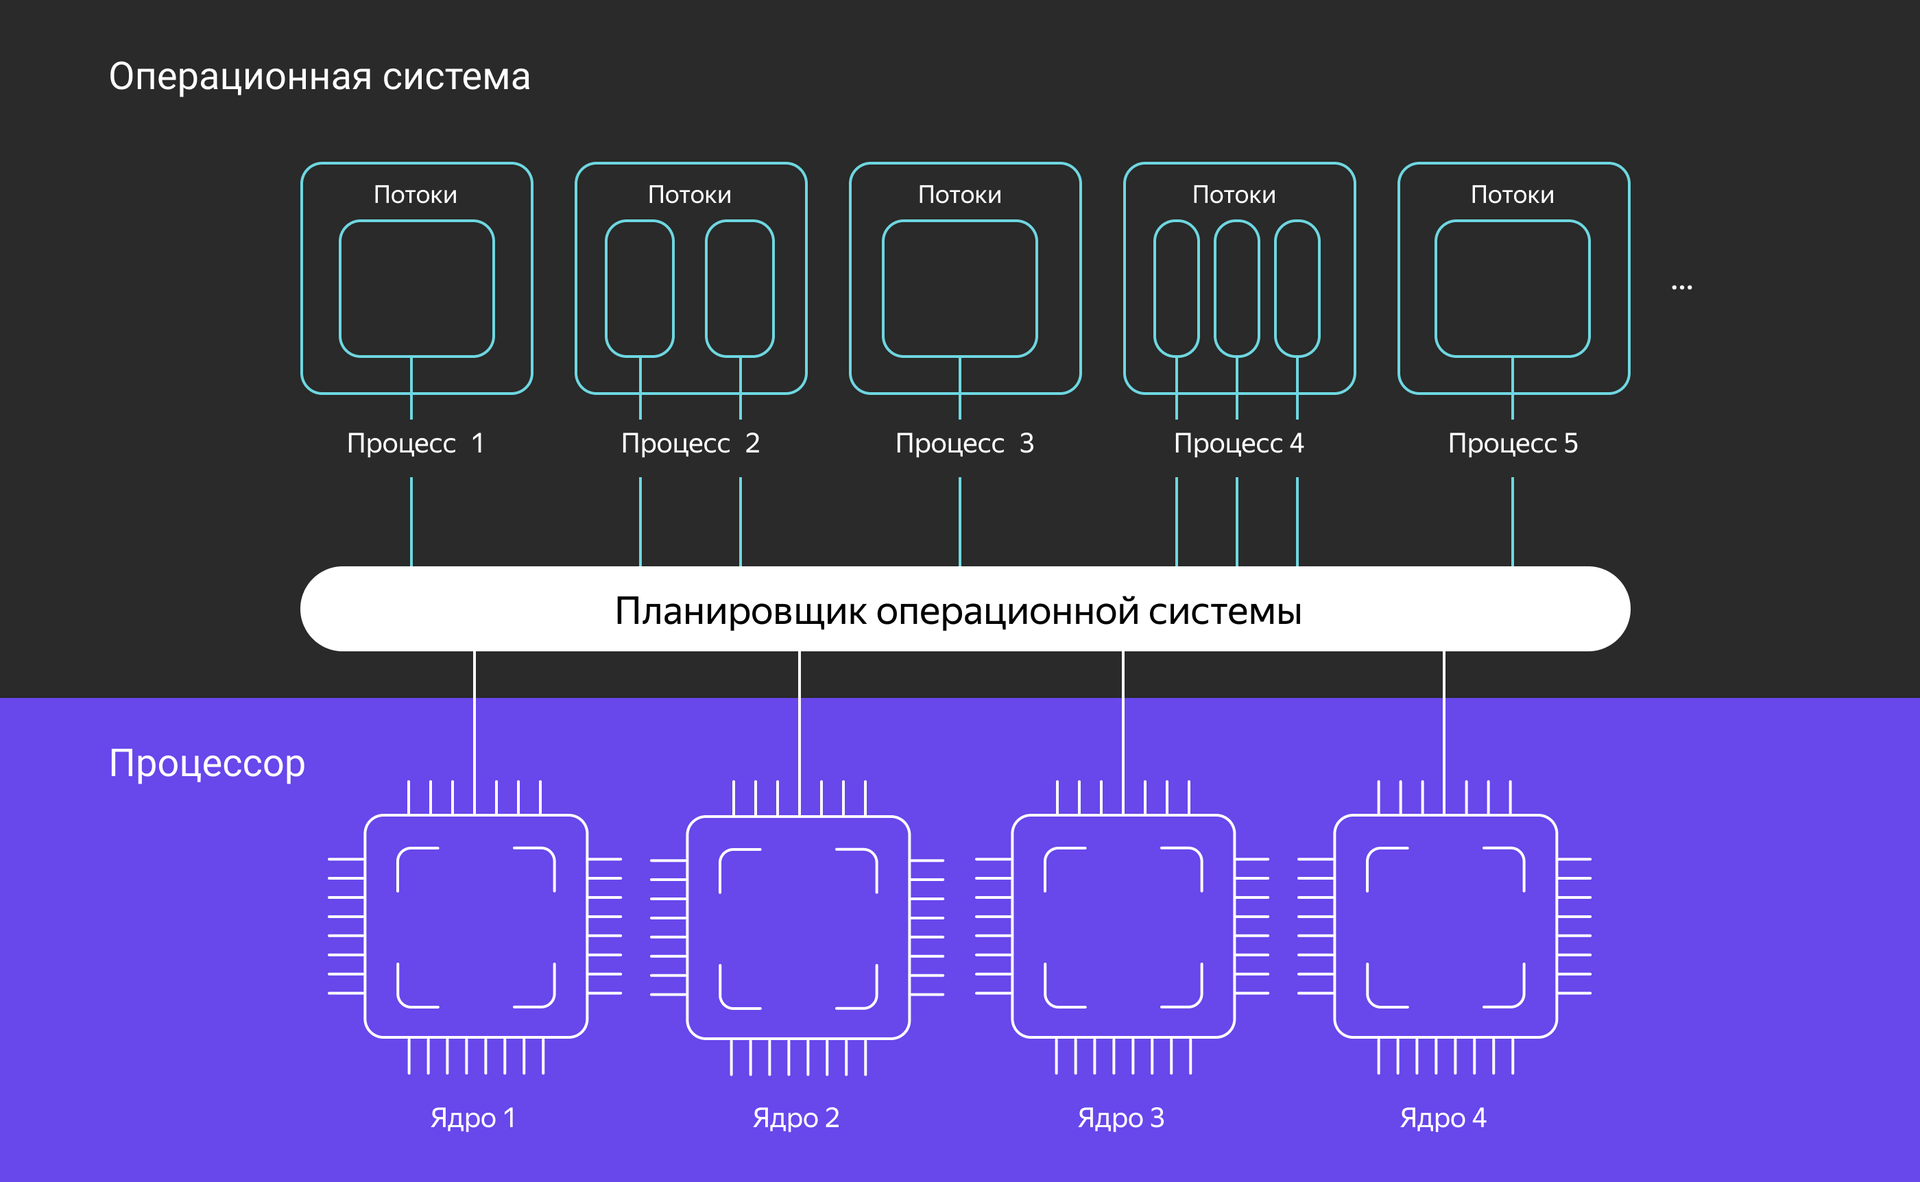 Операционная система
Потоки
Потоки
Потоки
Потоки
Потоки
...
Процесс 1
Процесс 2
Процесс 3
Процесс 4
Процесс 5
Планировщик операционной системы
Процессор
Ядро 1
Ядро 2
Ядро 3
Ядро 4